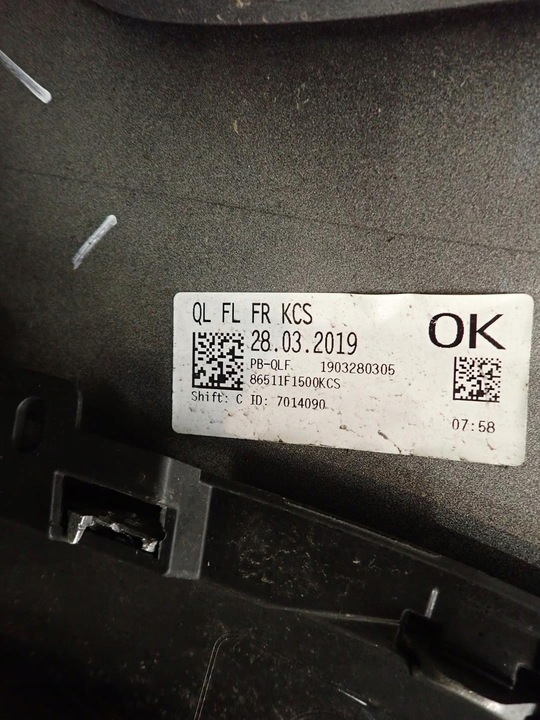 QL FL FR KCS
OK
28.03.2019
PB-QLF 1903280305
86511F1500KCS
Shift: C ID: 7014090
07:58